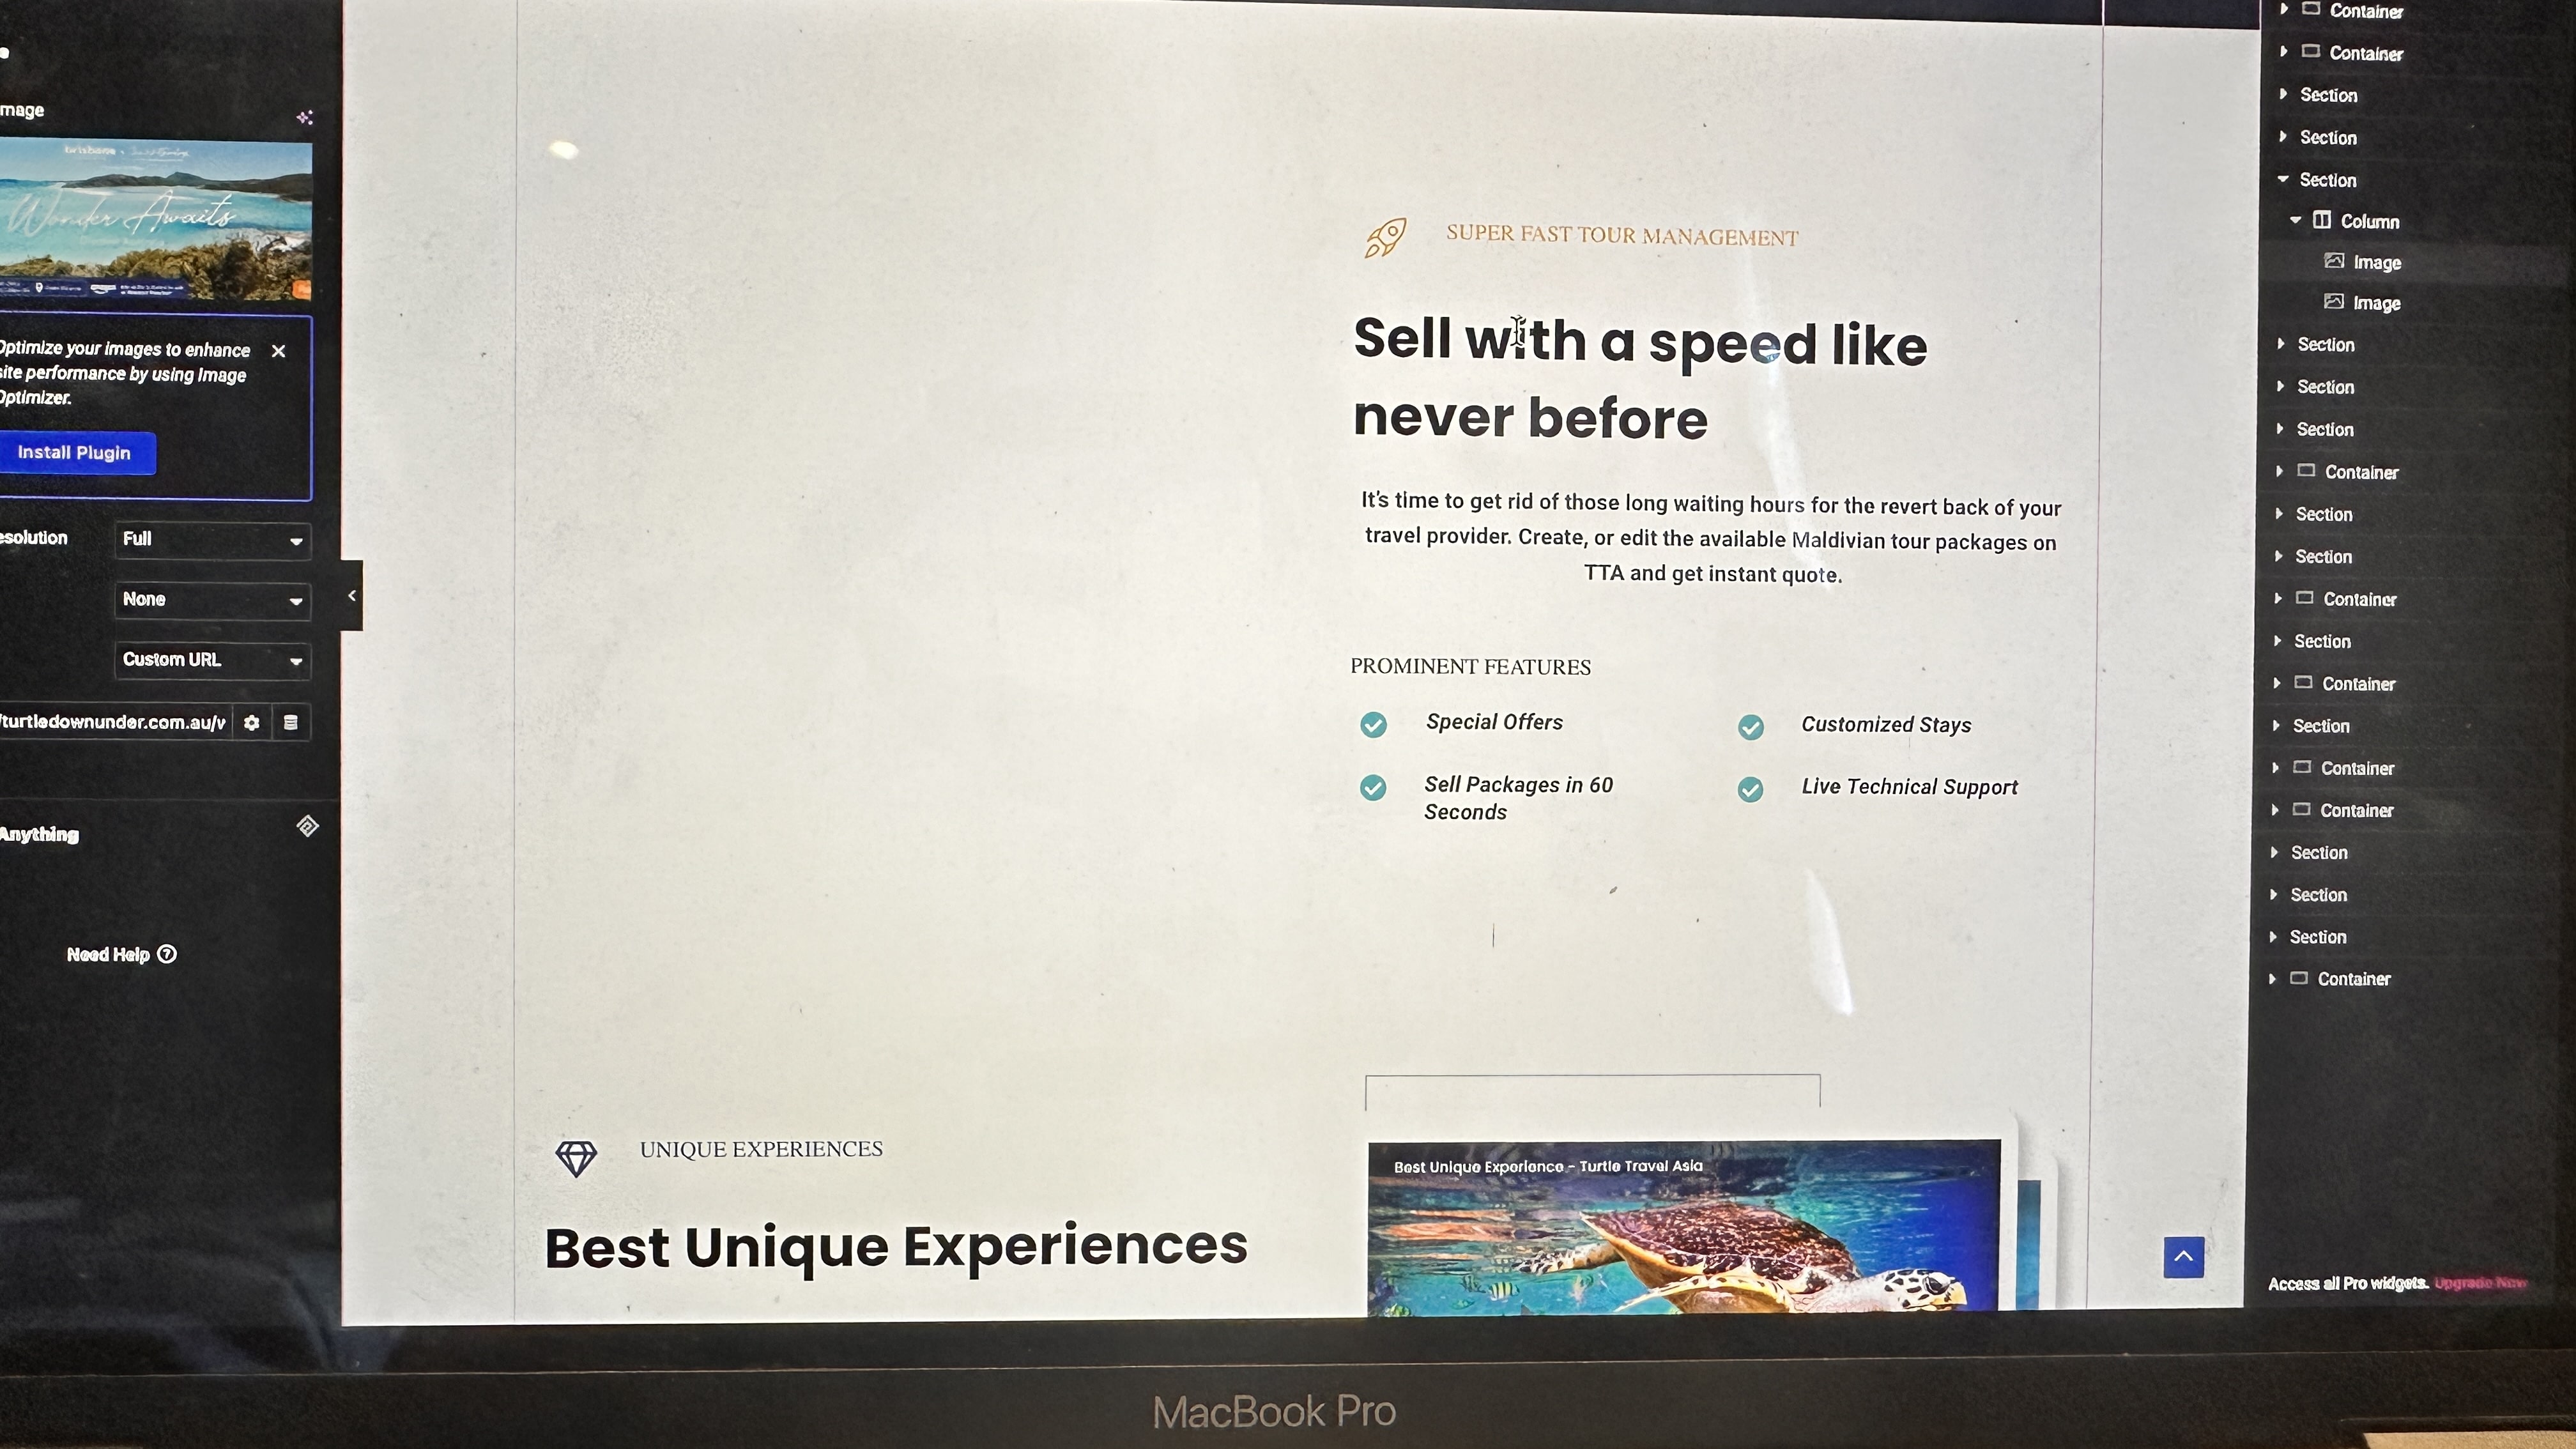 mage
brisbane
Wonder Awaits
Optimize your images to enhance
site performance by using Image
Optimizer.
Install Plugin
esolution
Full
None
Custom URL
/turtledownunder.com.au/v
Anything
Need Help
SUPER FAST TOUR MANAGEMENT
Sell with a speed like
never before
It's time to get rid of those long waiting hours for the revert back of your
travel provider. Create, or edit the available Maldivian tour packages on
TTA and get instant quote.
PROMINENT FEATURES
Special Offers
Customized Stays
Sell Packages in 60
Seconds
Live Technical Support
UNIQUE EXPERIENCES
Best Unique Experiences
Best Unique Experience - Turtle Travel Asia
Container
Container
Section
Section
Section
Column
Image
Image
Section
Section
Section
Container
Section
Section
Container
Section
Container
Section
Container
Container
Section
Section
Section
Container
Access all Pro widgets. Upgrade Now
MacBook Pro